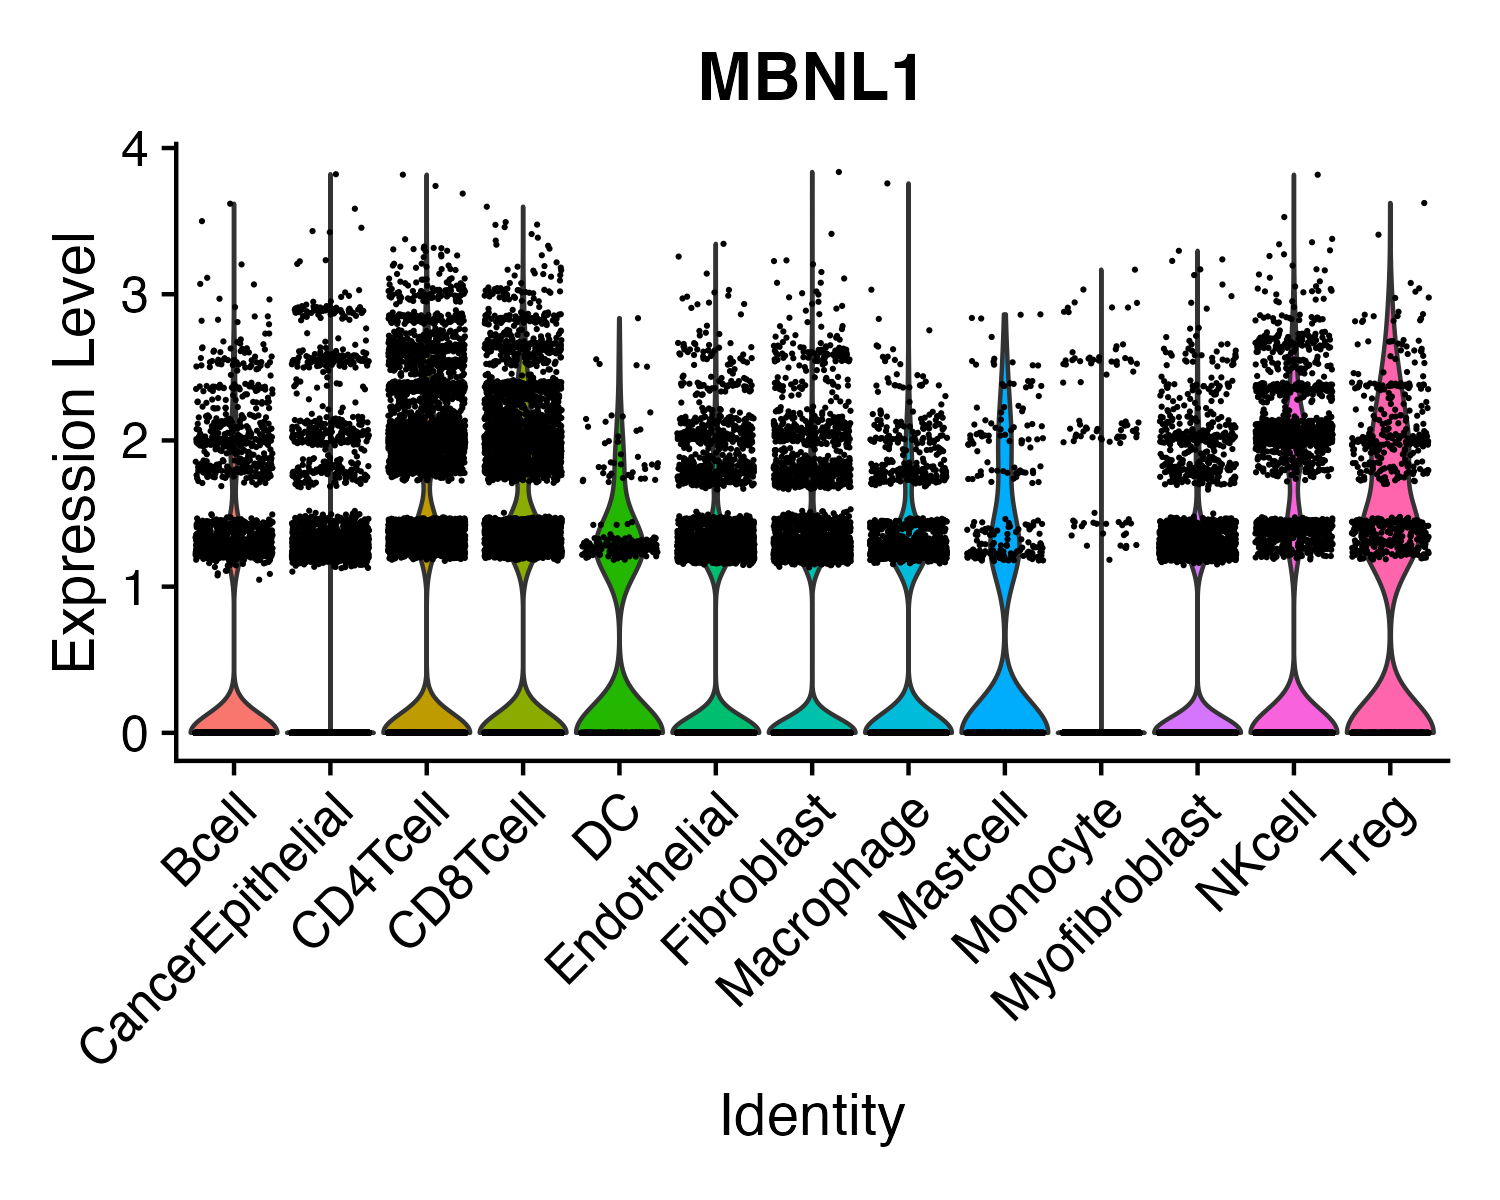 MBNL1
Expression Level
4
3
2
1
0
Bcell
CancerEpithelial
CD4Tcell
CD8Tcell
DC
Endothelial
Fibroblast
Macrophage
Mastcell
Monocyte
Myofibroblast
NKcell
Treg
Identity